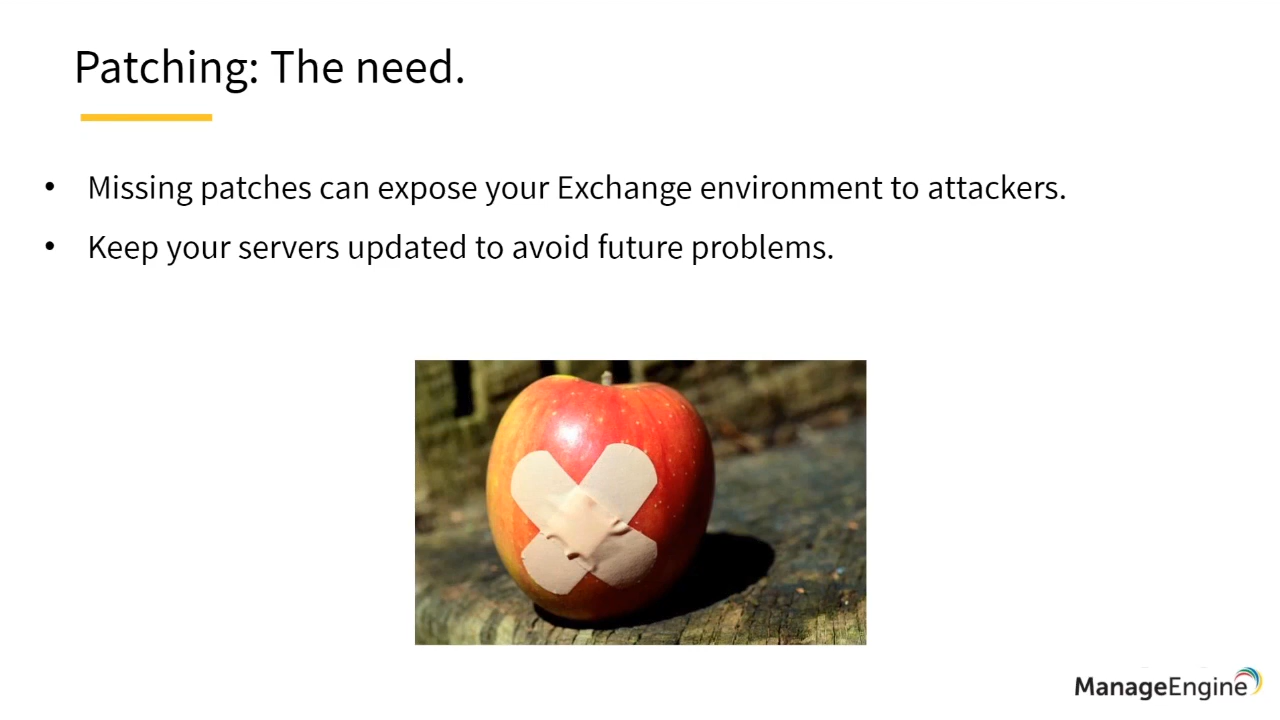 Patching: The need.
• Missing patches can expose your Exchange environment to attackers.
• Keep your servers updated to avoid future problems.
ManageEngine